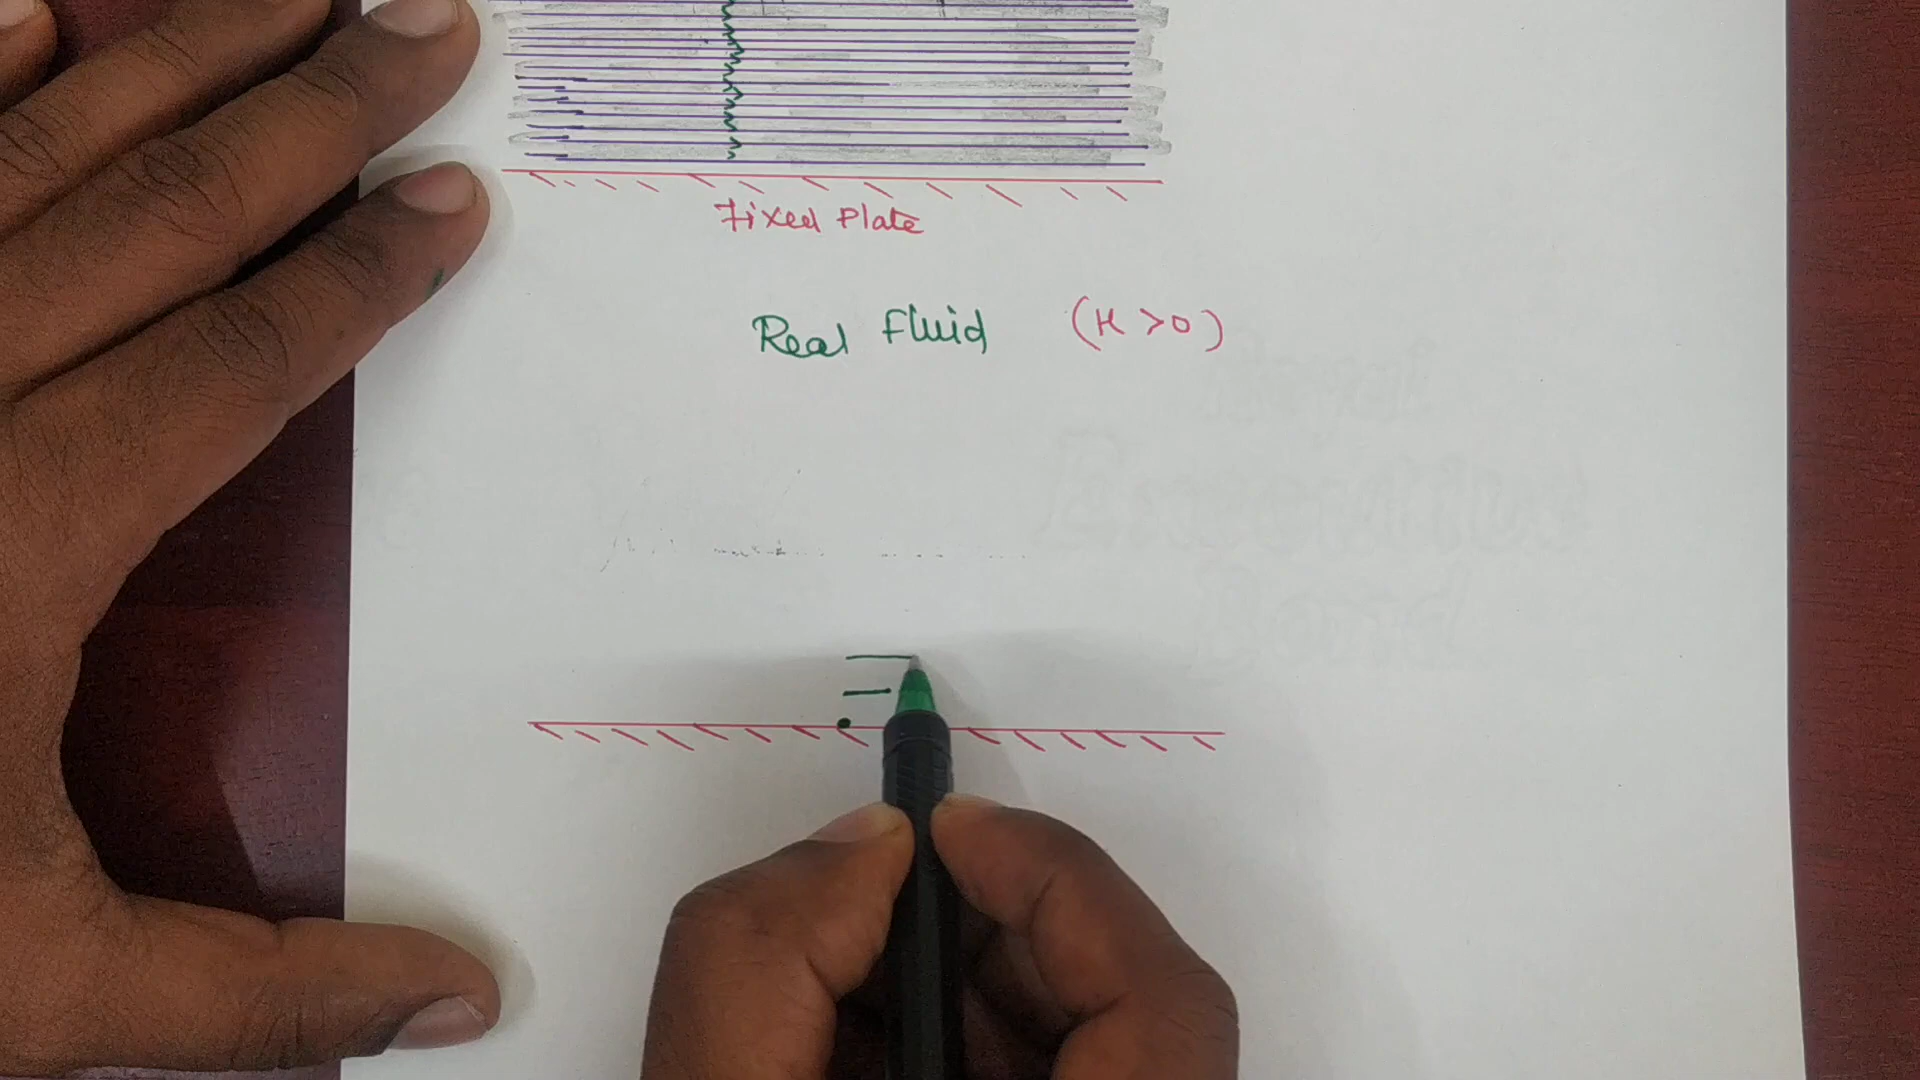 Fixed Plate
Real Fluid (μ > 0)